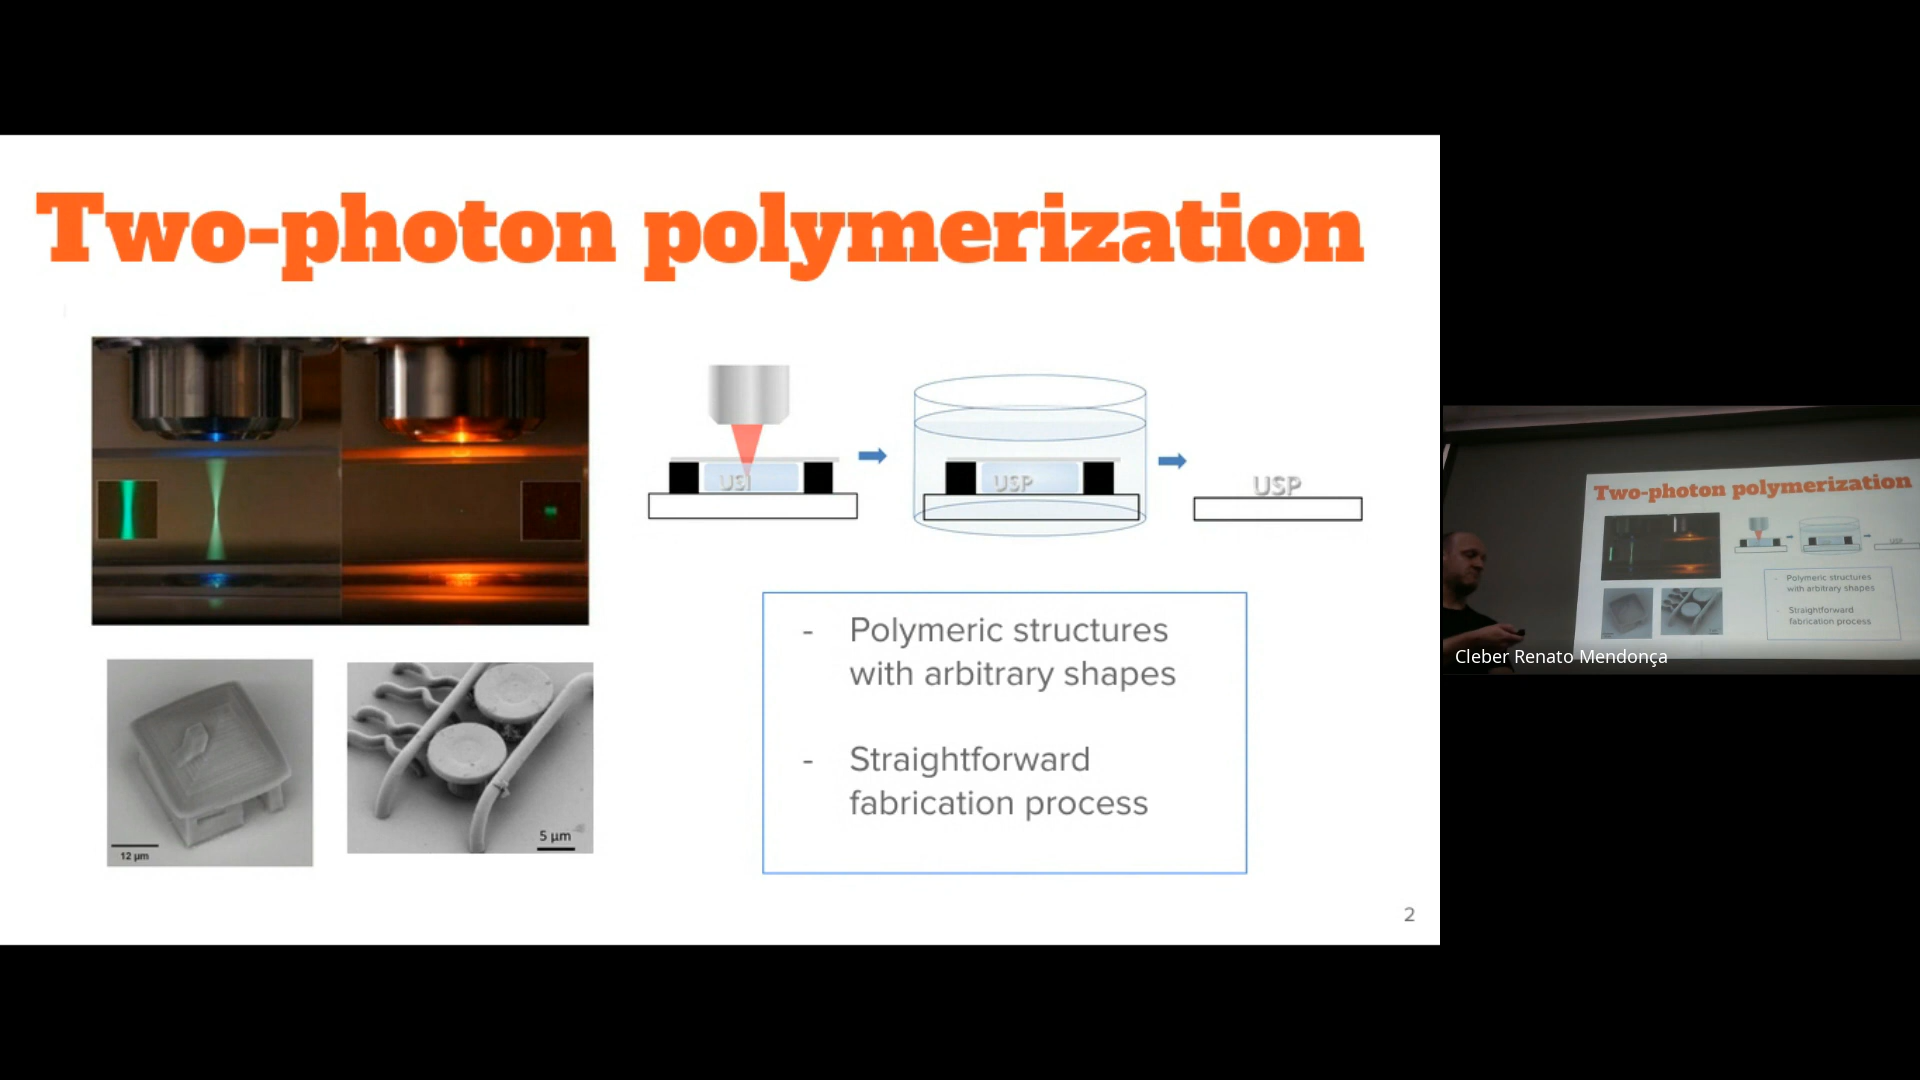 Two-photon polymerization
USP
USP
- Polymeric structures
with arbitrary shapes
- Straightforward
fabrication process
12 µm
5 µm
2
Two-photon polymerization
Polymeric structures
with arbitrary shapes
Straightforward
fabrication process
Cleber Renato Mendonça